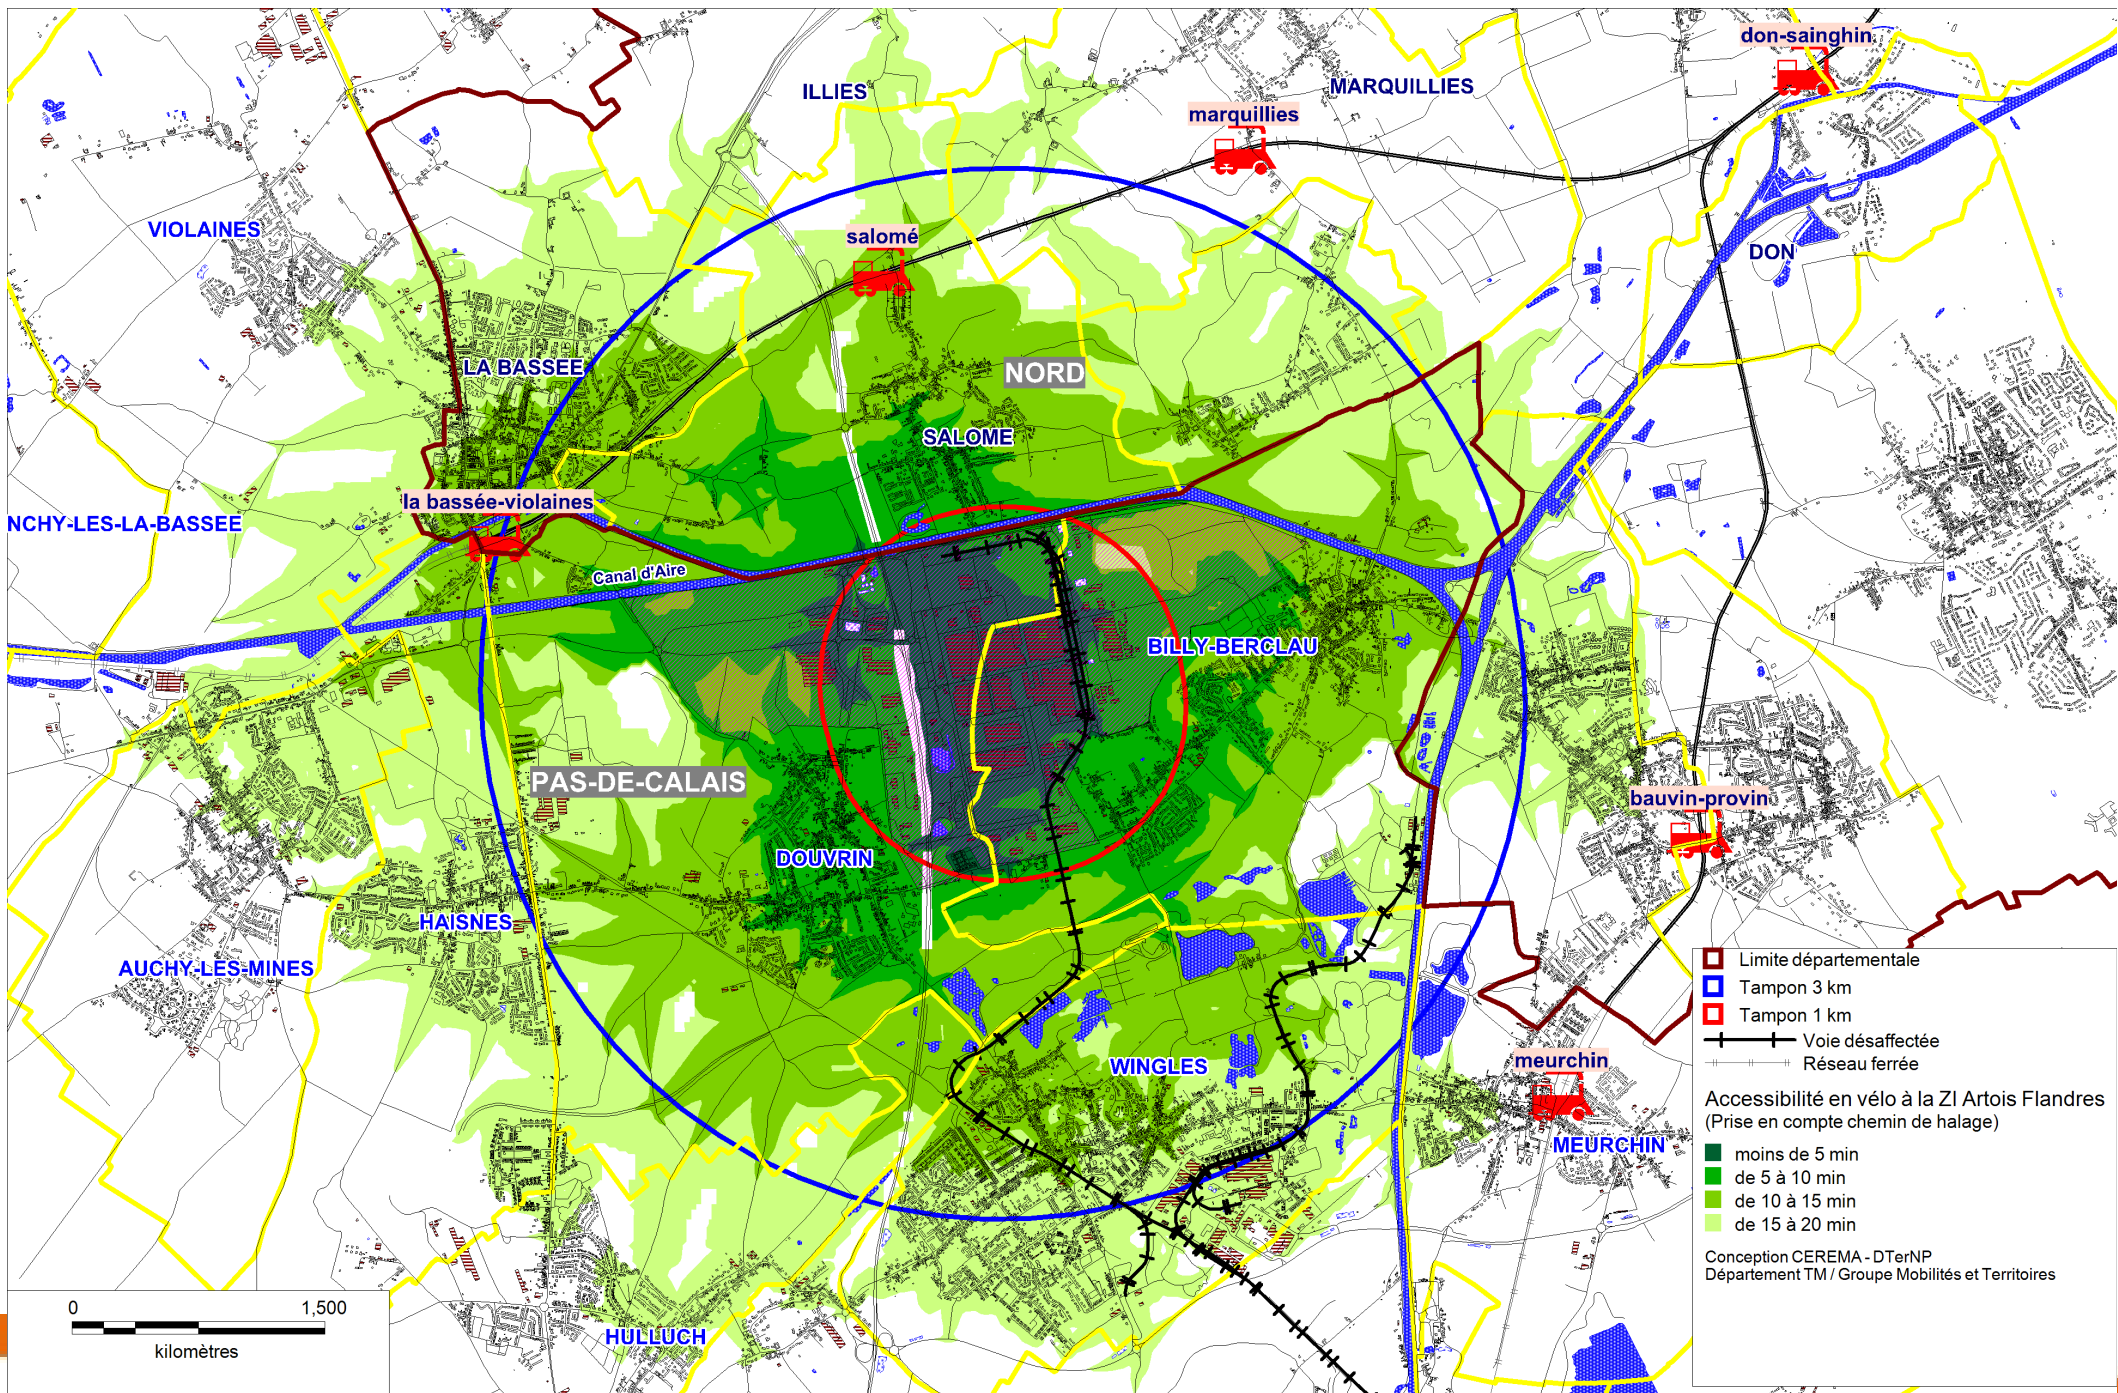 don-sainghin
ILLIES
MARQUILLIES
marquillies
VIOLAINES
salomé
DON
LA BASSEE
NORD
SALOME
la bassée-violaines
NCHY-LES-LA-BASSEE
Canal d'Aire
BILLY-BERCLAU
PAS-DE-CALAIS
bauvin-provin
DOUVRIN
HAISNES
AUCHY-LES-MINES
WINGLES
meurchin
MEURCHIN
HULLUCH
Limite départementale
Tampon 3 km
Tampon 1 km
Voie désaffectée
Réseau ferrée
Accessibilité en vélo à la ZI Artois Flandres
(Prise en compte chemin de halage)
moins de 5 min
de 5 à 10 min
de 10 à 15 min
de 15 à 20 min
Conception CEREMA - DTerNP
Département TM / Groupe Mobilités et Territoires
0 1,500
kilomètres